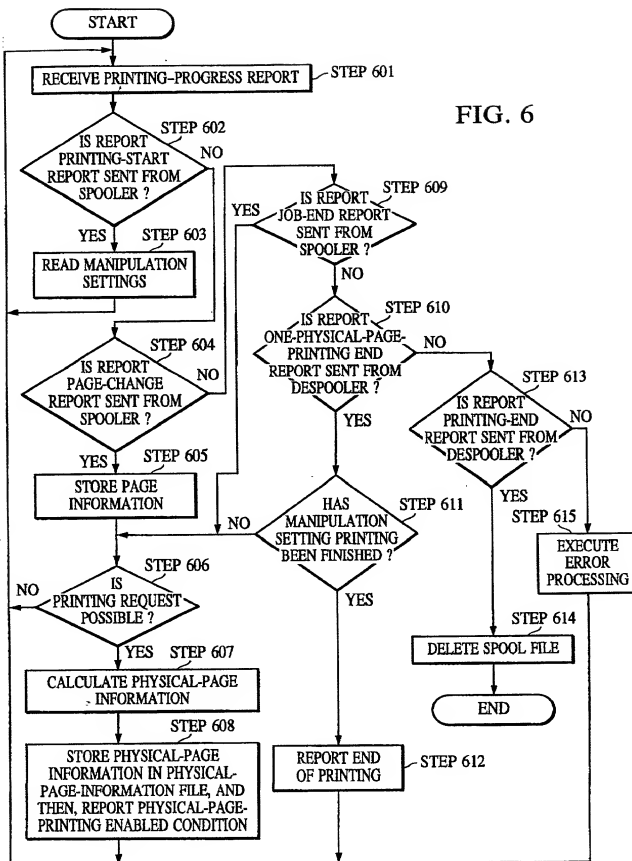 START
RECEIVE PRINTING-PROGRESS REPORT
STEP 601
FIG. 6
STEP 602
IS REPORT
PRINTING-START
REPORT SENT FROM
SPOOLER ?
NO
YES
STEP 603
READ MANIPULATION
SETTINGS
STEP 604
IS REPORT
PAGE-CHANGE
REPORT SENT FROM
SPOOLER ?
NO
YES
STEP 605
STORE PAGE
INFORMATION
STEP 606
IS
PRINTING REQUEST
POSSIBLE ?
NO
YES
STEP 607
CALCULATE PHYSICAL-PAGE
INFORMATION
STEP 608
STORE PHYSICAL-PAGE
INFORMATION IN PHYSICAL-
PAGE-INFORMATION FILE, AND
THEN, REPORT PHYSICAL-PAGE-
PRINTING ENABLED CONDITION
STEP 609
IS REPORT
JOB-END REPORT
SENT FROM
SPOOLER ?
YES
NO
STEP 610
IS REPORT
ONE-PHYSICAL-PAGE-
PRINTING END
REPORT SENT FROM
DESPOOLER ?
NO
YES
STEP 611
HAS
MANIPULATION
SETTING PRINTING
BEEN FINISHED ?
NO
YES
REPORT END
OF PRINTING
STEP 612
STEP 613
IS REPORT
PRINTING-END
REPORT SENT FROM
DESPOOLER ?
NO
YES
STEP 615
EXECUTE
ERROR
PROCESSING
STEP 614
DELETE SPOOL FILE
END